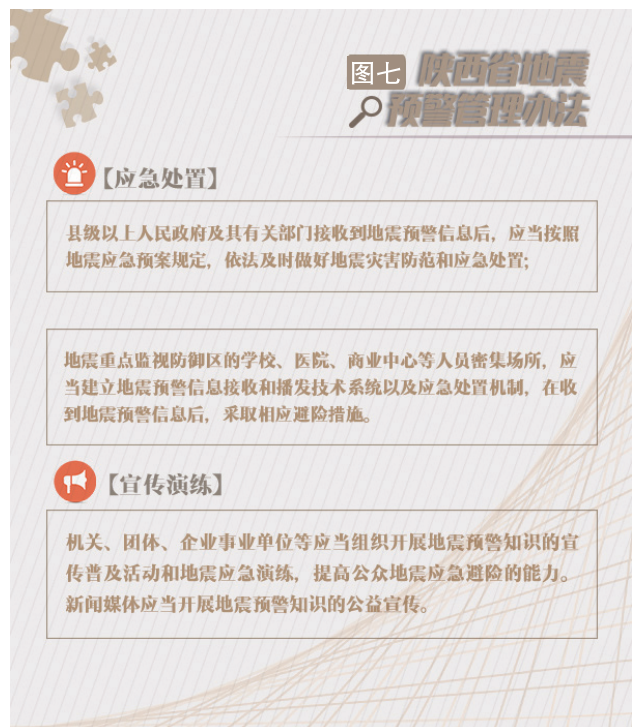 图七 陕西省地震
预警管理办法
【应急处置】
县级以上人民政府及其有关部门接收到地震预警信息后，应当按照
地震应急预案规定，依法及时做好地震灾害防范和应急处置；
地震重点监视防御区的学校、医院、商业中心等人员密集场所，应
当建立地震预警信息接收和播发技术系统以及应急处置机制，在收
到地震预警信息后，采取相应避险措施。
【宣传演练】
机关、团体、企业事业单位等应当组织开展地震预警知识的宣
传普及活动和地震应急演练，提高公众地震应急避险的能力。
新闻媒体应当开展地震预警知识的公益宣传。